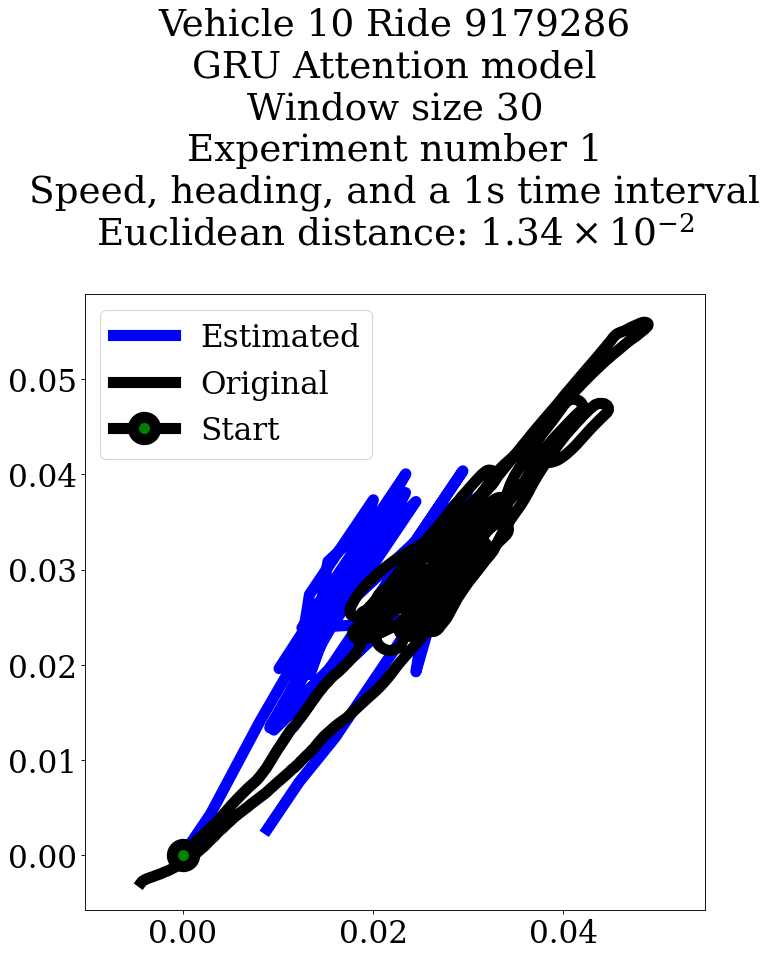 Vehicle 10 Ride 9179286
GRU Attention model
Window size 30
Experiment number 1
Speed, heading, and a 1s time interval
Euclidean distance: 1.34 × 10⁻²
Estimated
Original
Start
0.05
0.04
0.03
0.02
0.01
0.00
0.00 0.02 0.04